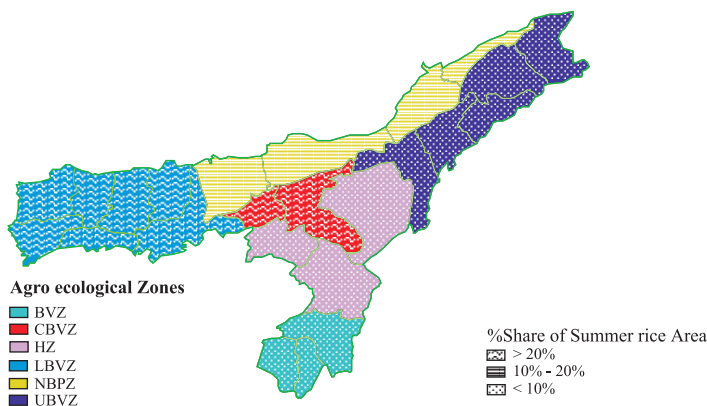 Agro ecological Zones
BVZ
CBVZ
HZ
LBVZ
NBPZ
UBVZ
%Share of Summer rice Area
> 20%
10% - 20%
< 10%